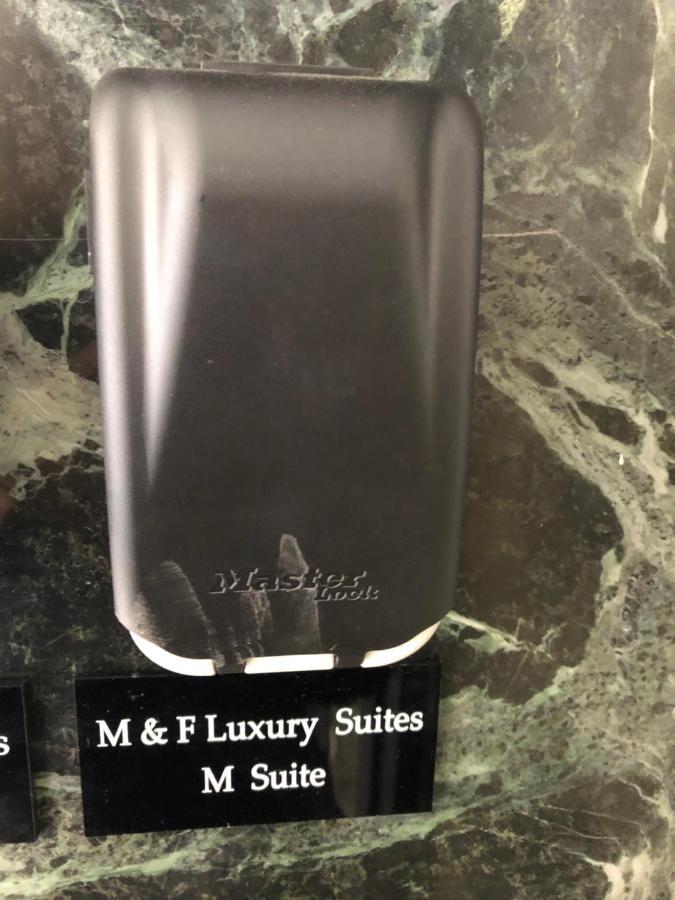 Master
Lock
M & F Luxury Suites
s
M Suite